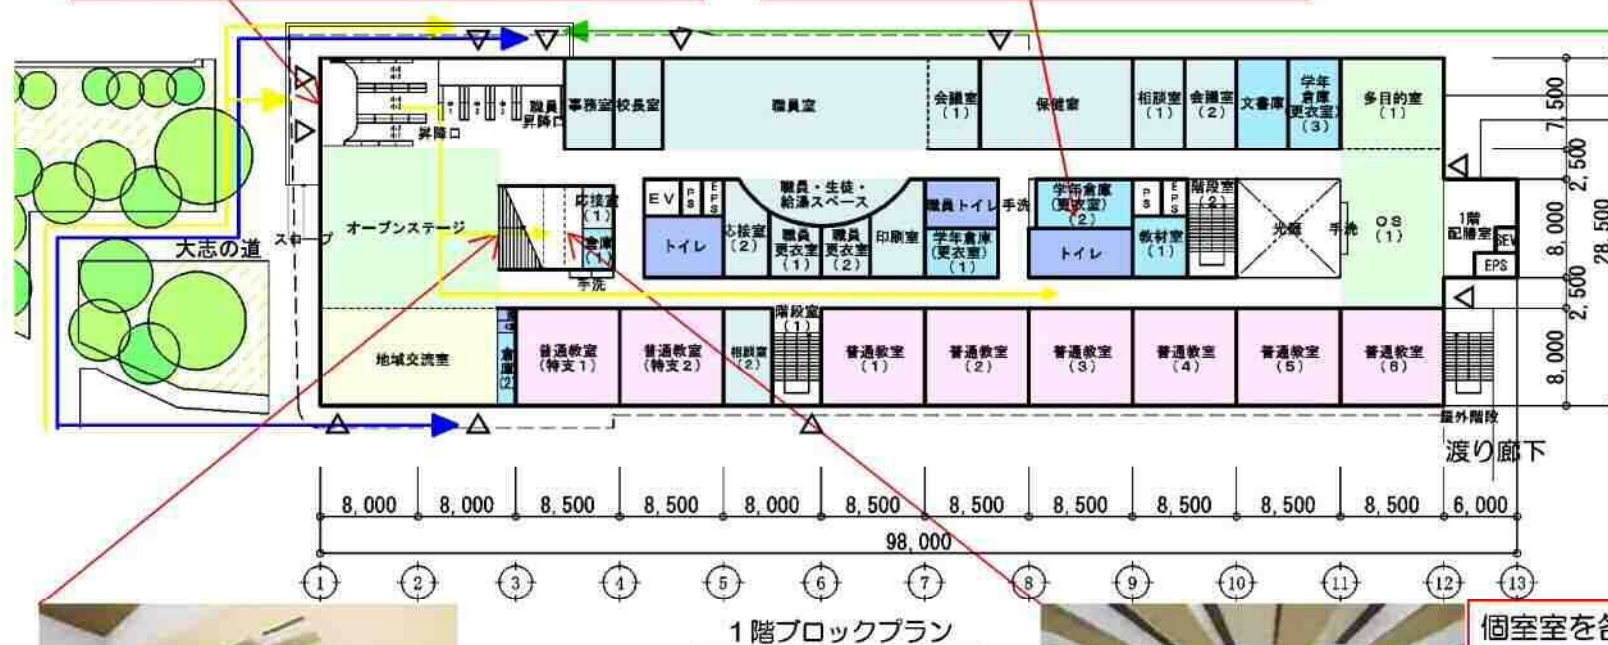 事務室
校長室
職員室
会議室
(1)
保健室
相談室
(1)
会議室
(2)
文書庫
学年
倉庫
(更衣室)
(3)
多目的室
(1)
職員
昇降口
昇降口
7,500
2,500
8,000
2,500
8,000
28,500
大志の道
スロープ
オープンステージ
応接室
(1)
倉庫
(1)
手洗
EV
PS
EPS
トイレ
応接室
(2)
職員・生徒・
給湯スペース
職員
更衣室
(1)
職員
更衣室
(2)
印刷室
職員トイレ
手洗
学年倉庫
(更衣室)
(1)
学年倉庫
(更衣室)
(2)
トイレ
PS
EPS
教材室
(1)
階段室
(2)
光庭
手洗
OS
(1)
1階
配膳室
SEV
EPS
地域交流室
倉庫
(2)
普通教室
(特支1)
普通教室
(特支2)
相談室
(2)
階段室
(1)
普通教室
(1)
普通教室
(2)
普通教室
(3)
普通教室
(4)
普通教室
(5)
普通教室
(6)
屋外階段
渡り廊下
8,000 8,000 8,500 8,500 8,000 8,500 8,500 8,500 8,500 8,500 6,000
98,000
1 2 3 4 5 6 7 8 9 10 11 12 13
1階ブロックプラン
個室室を各